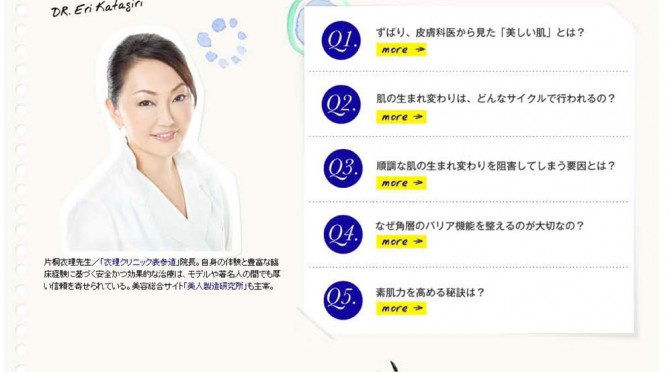 DR. Eri Katagiri
Q1.
ずばり、皮膚科医から見た「美しい肌」とは？
more →
Q2.
肌の生まれ変わりは、どんなサイクルで行われるの？
more →
Q3.
順調な肌の生まれ変わりを阻害してしまう要因とは？
more →
Q4.
なぜ角層のバリア機能を整えるのが大切なの？
more →
Q5.
素肌力を高める秘訣は？
more →
片桐衣理先生／「衣理クリニック表参道」院長。自身の体験と豊富な臨
床経験に基づく安全かつ効果的な治療は、モデルや著名人の間でも厚
い信頼を寄せられている。美容総合サイト「美人製造研究所」も主宰。